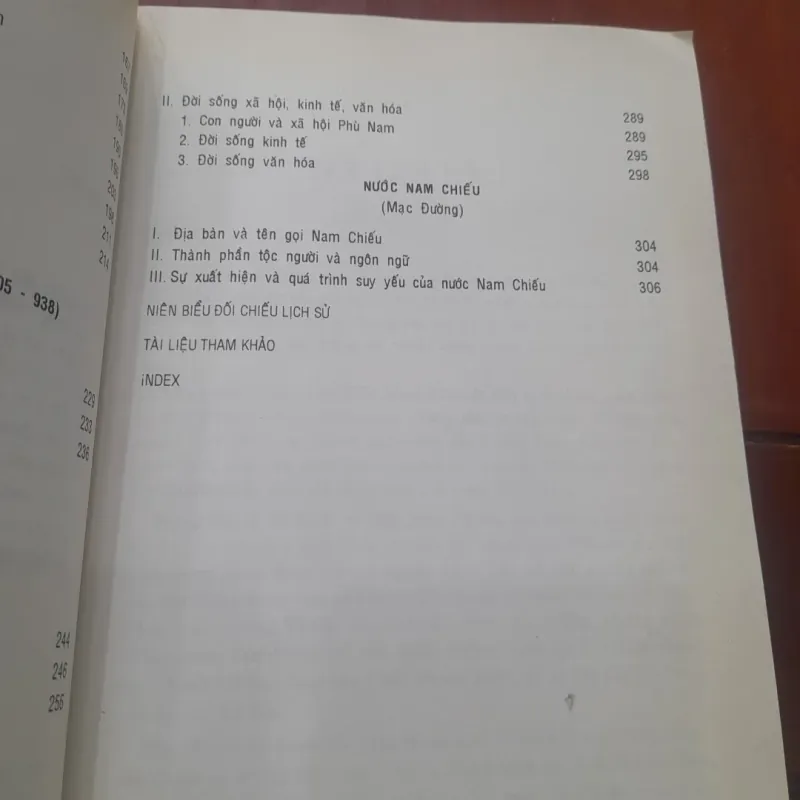 214
05 - 938)
229
233
236
244
246
256
II. Đời sống xã hội, kinh tế, văn hóa 289
1. Con người và xã hội Phù Nam 289
2. Đời sống kinh tế 295
3. Đời sống văn hóa 298
NƯỚC NAM CHIẾU
(Mạc Đường)
I. Địa bàn và tên gọi Nam Chiếu 304
II. Thành phần tộc người và ngôn ngữ 304
III. Sự xuất hiện và quá trình suy yếu của nước Nam Chiếu 306
NIÊN BIỂU ĐỐI CHIẾU LỊCH SỬ
TÀI LIỆU THAM KHẢO
iNDEX